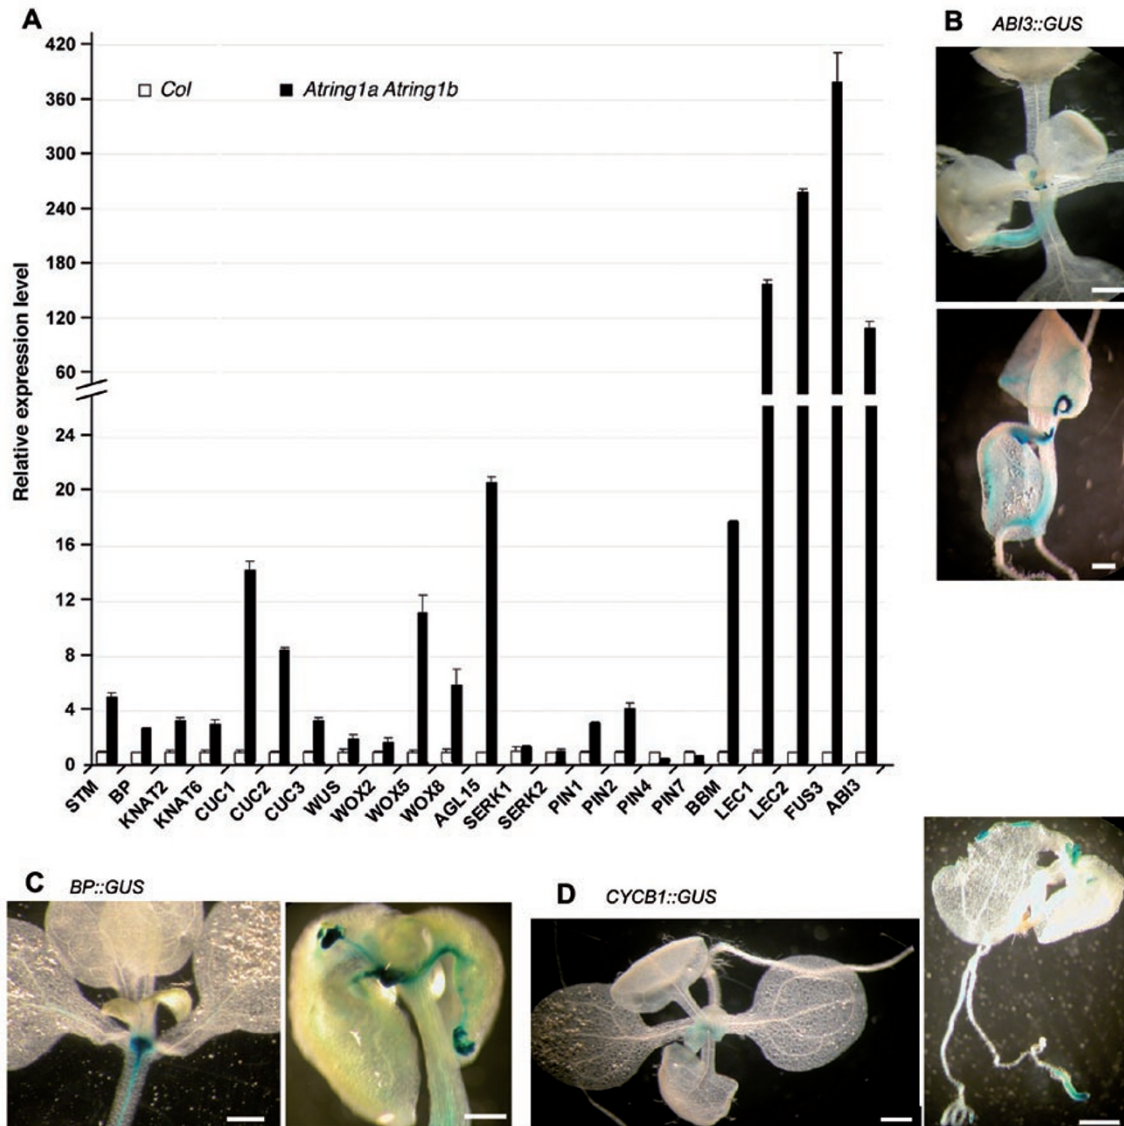 A
B ABI3::GUS
Col
Atring1a Atring1b
Relative expression level
420
360
300
240
180
120
60
24
20
16
12
8
4
0
STM
BP
KNAT2
KNAT6
CUC1
CUC2
CUC3
WUS
WOX2
WOX5
WOX8
AGL15
SERK1
SERK2
PIN1
PIN2
PIN4
PIN7
BBM
LEC1
LEC2
FUS3
ABI3
C BP::GUS
D CYCB1::GUS